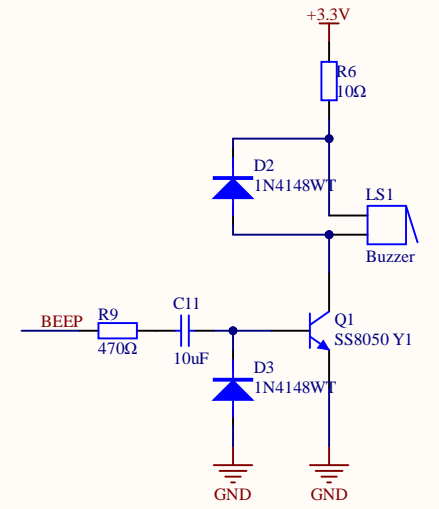 +3.3V
R6
10Ω
D2
1N4148WT
LS1
Buzzer
C11
BEEP
R9
Q1
470Ω
10uF
SS8050 Y1
D3
1N4148WT
GND
GND